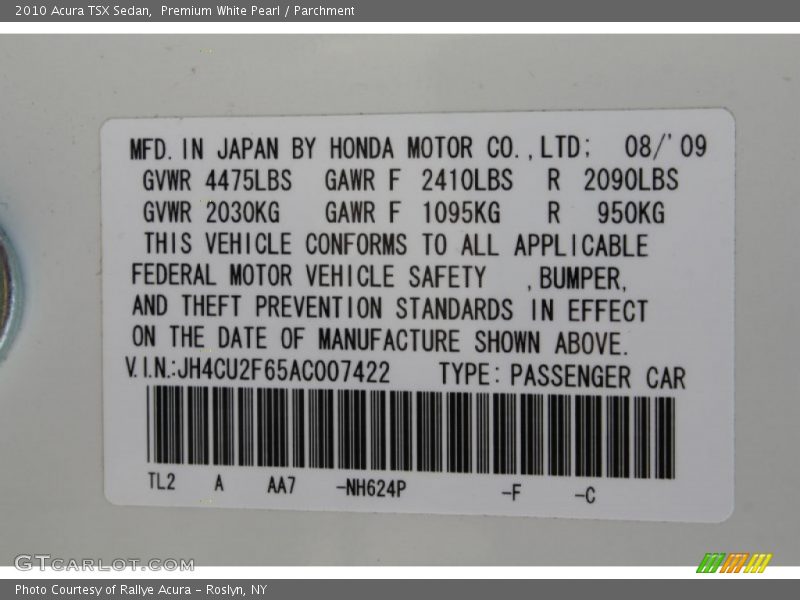 2010 Acura TSX Sedan,  Premium White Pearl / Parchment
MFD. IN JAPAN BY HONDA MOTOR CO.,LTD; 08/'09
GVWR 4475LBS GAWR F 2410LBS R 2090LBS
GVWR 2030KG GAWR F 1095KG R 950KG
THIS VEHICLE CONFORMS TO ALL APPLICABLE
FEDERAL MOTOR VEHICLE SAFETY ,BUMPER,
AND THEFT PREVENTION STANDARDS IN EFFECT
ON THE DATE OF MANUFACTURE SHOWN ABOVE.
V.I.N.:JH4CU2F65AC007422 TYPE: PASSENGER CAR
TL2 A AA7 -NH624P -F -C
GTCARLOT.COM
Photo Courtesy of Rallye Acura – Roslyn, NY